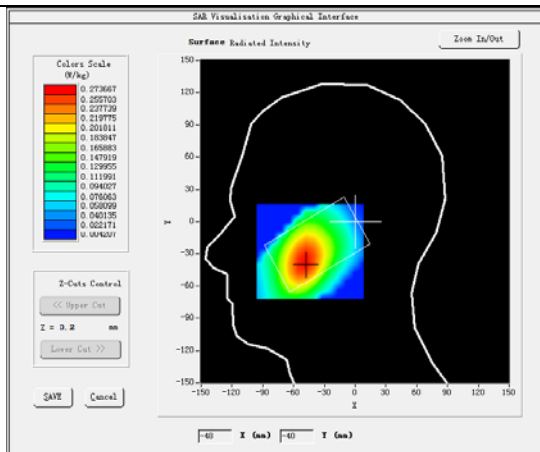 SAR Visualisation Graphical Interface
Surface Radiated Intensity
Zoom In/Out
Colors Scale
(W/kg)
0.273667
0.255703
0.237739
0.219775
0.201811
0.183847
0.165883
0.147919
0.129955
0.111991
0.094027
0.076063
0.058099
0.040135
0.022171
0.004207
150
120
90
60
30
0
-30
-60
-90
-120
-150
Y
-150 -120 -90 -60 -30 0 30 60 90 120 150
X
Z-Cuts Control
<< Upper Cut
Z = 3.2 mm
Lower Cut >>
SAVE Cancel
-48 X (mm) -40 Y (mm)